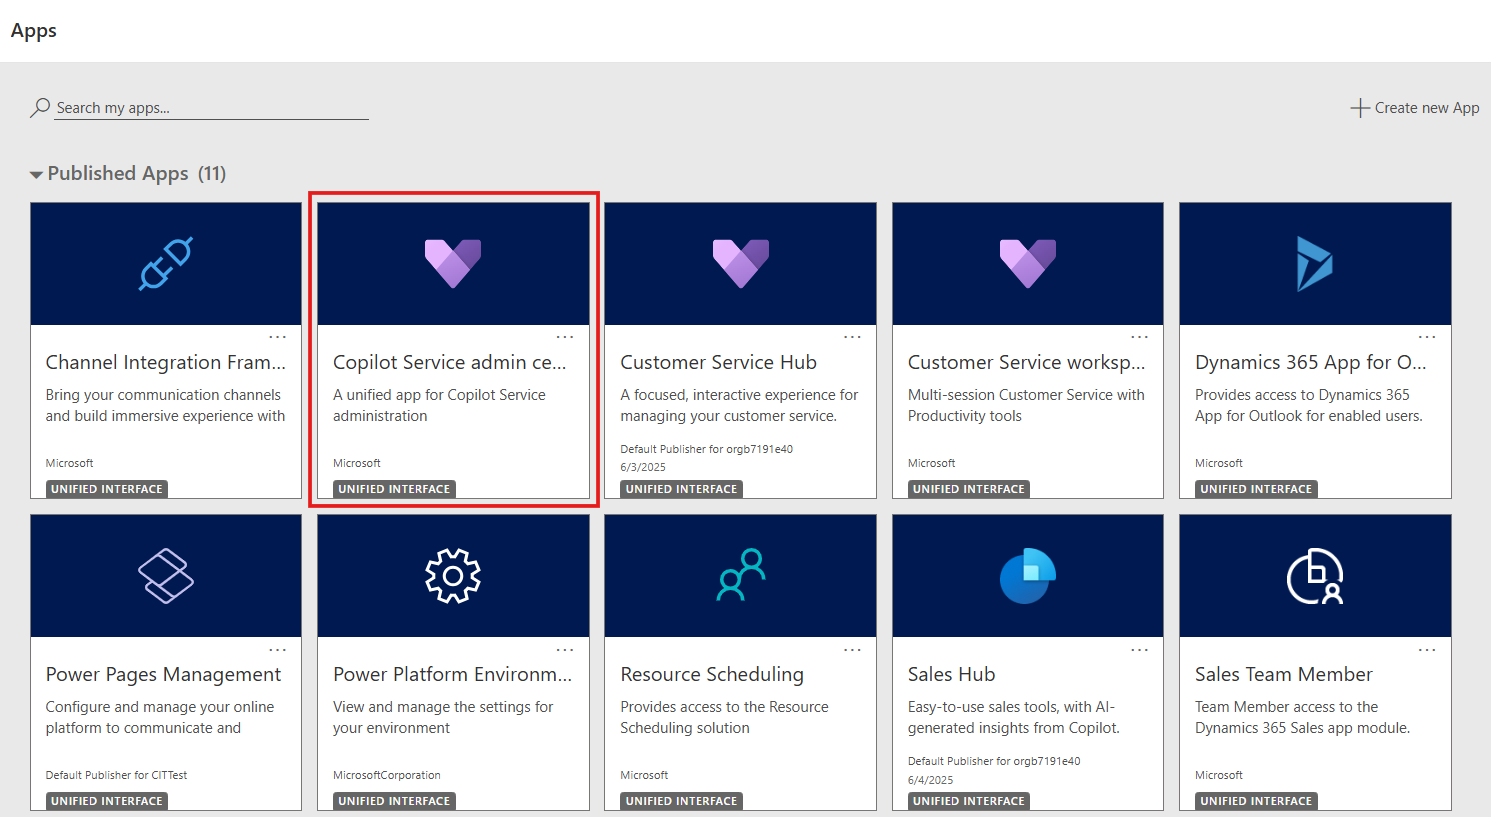 Apps
Search my apps...
Create new App
Published Apps (11)
Channel Integration Fram...
Bring your communication channels
and build immersive experience with
Microsoft
UNIFIED INTERFACE
Copilot Service admin ce...
A unified app for Copilot Service
administration
Microsoft
UNIFIED INTERFACE
Customer Service Hub
A focused, interactive experience for
managing your customer service.
Default Publisher for orgb7191e40
6/3/2025
UNIFIED INTERFACE
Customer Service worksp...
Multi-session Customer Service with
Productivity tools
Microsoft
UNIFIED INTERFACE
Dynamics 365 App for O...
Provides access to Dynamics 365
App for Outlook for enabled users.
Microsoft
UNIFIED INTERFACE
Power Pages Management
Configure and manage your online
platform to communicate and
Default Publisher for CITTest
UNIFIED INTERFACE
Power Platform Environm...
View and manage the settings for
your environment
MicrosoftCorporation
UNIFIED INTERFACE
Resource Scheduling
Provides access to the Resource
Scheduling solution
Microsoft
UNIFIED INTERFACE
Sales Hub
Easy-to-use sales tools, with AI-
generated insights from Copilot.
Default Publisher for orgb7191e40
6/4/2025
UNIFIED INTERFACE
Sales Team Member
Team Member access to the
Dynamics 365 Sales app module.
Microsoft
UNIFIED INTERFACE